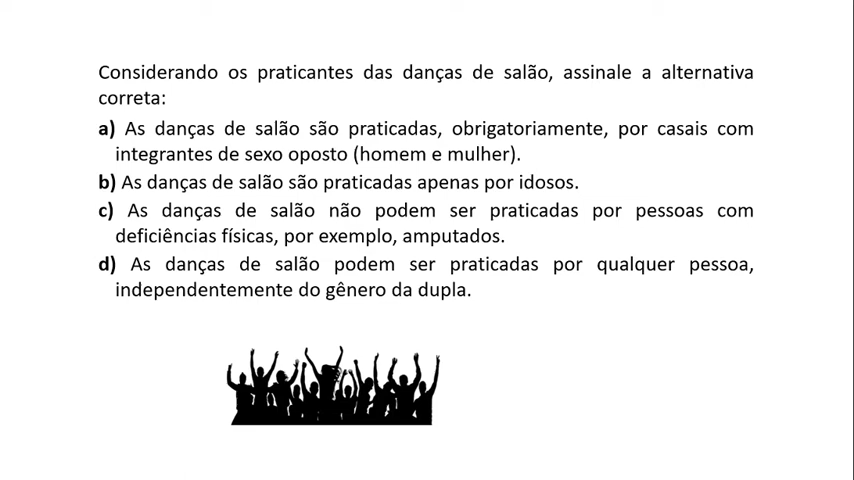 Considerando os praticantes das danças de salão, assinale a alternativa
correta:
a) As danças de salão são praticadas, obrigatoriamente, por casais com
integrantes de sexo oposto (homem e mulher).
b) As danças de salão são praticadas apenas por idosos.
c) As danças de salão não podem ser praticadas por pessoas com
deficiências físicas, por exemplo, amputados.
d) As danças de salão podem ser praticadas por qualquer pessoa,
independentemente do gênero da dupla.